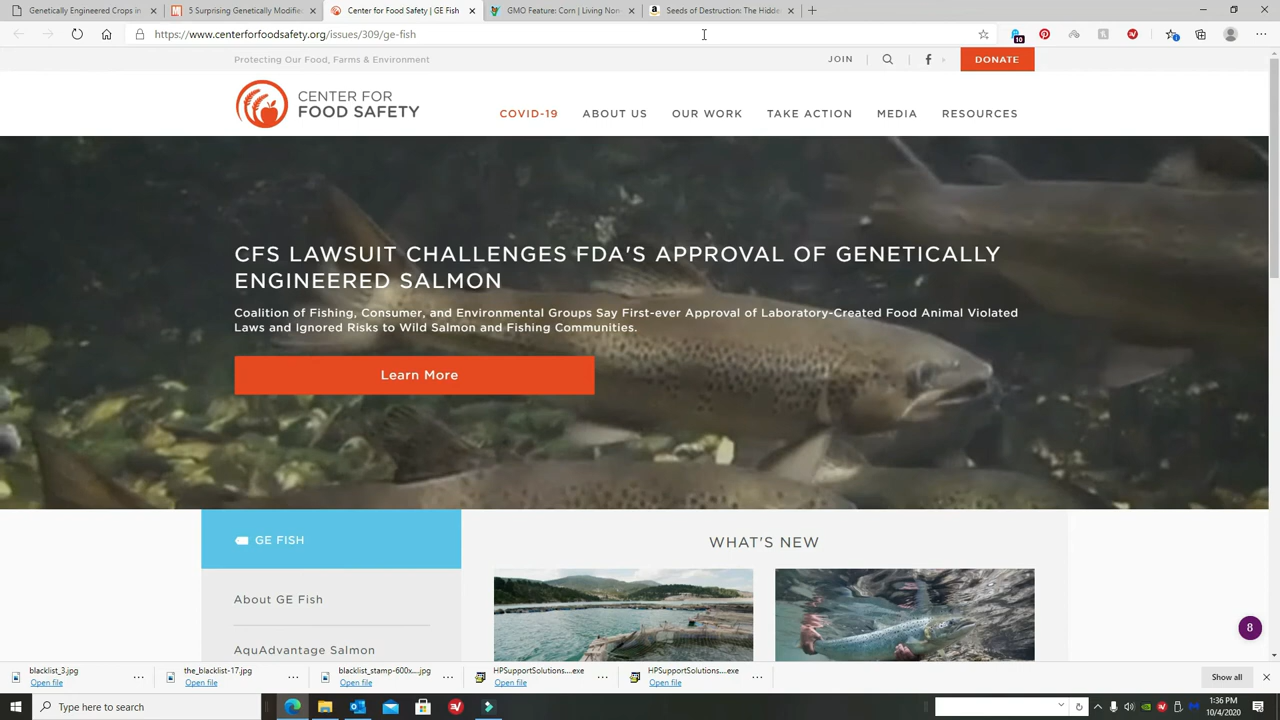 Genetically Engineered Crops in
5 Surprising Genetically Modifie
Center for Food Safety | GE Fish
GMO Feature: Corn | Living Non
Seeds of Destruction: The Hidde
https://www.centerforfoodsafety.org/issues/309/ge-fish
10
Protecting Our Food, Farms & Environment
JOIN
DONATE
CENTER FOR
FOOD SAFETY
COVID-19
ABOUT US
OUR WORK
TAKE ACTION
MEDIA
RESOURCES
CFS LAWSUIT CHALLENGES FDA'S APPROVAL OF GENETICALLY
ENGINEERED SALMON
Coalition of Fishing, Consumer, and Environmental Groups Say First-ever Approval of Laboratory-Created Food Animal Violated
Laws and Ignored Risks to Wild Salmon and Fishing Communities.
Learn More
GE FISH
WHAT'S NEW
About GE Fish
AquAdvantage Salmon
8
blacklist_3.jpg
Open file
the_blacklist-17.jpg
Open file
blacklist_stamp-600x....jpg
Open file
HPSupportSolutions...exe
Open file
HPSupportSolutions...exe
Open file
Show all
Type here to search
1:36 PM
10/4/2020